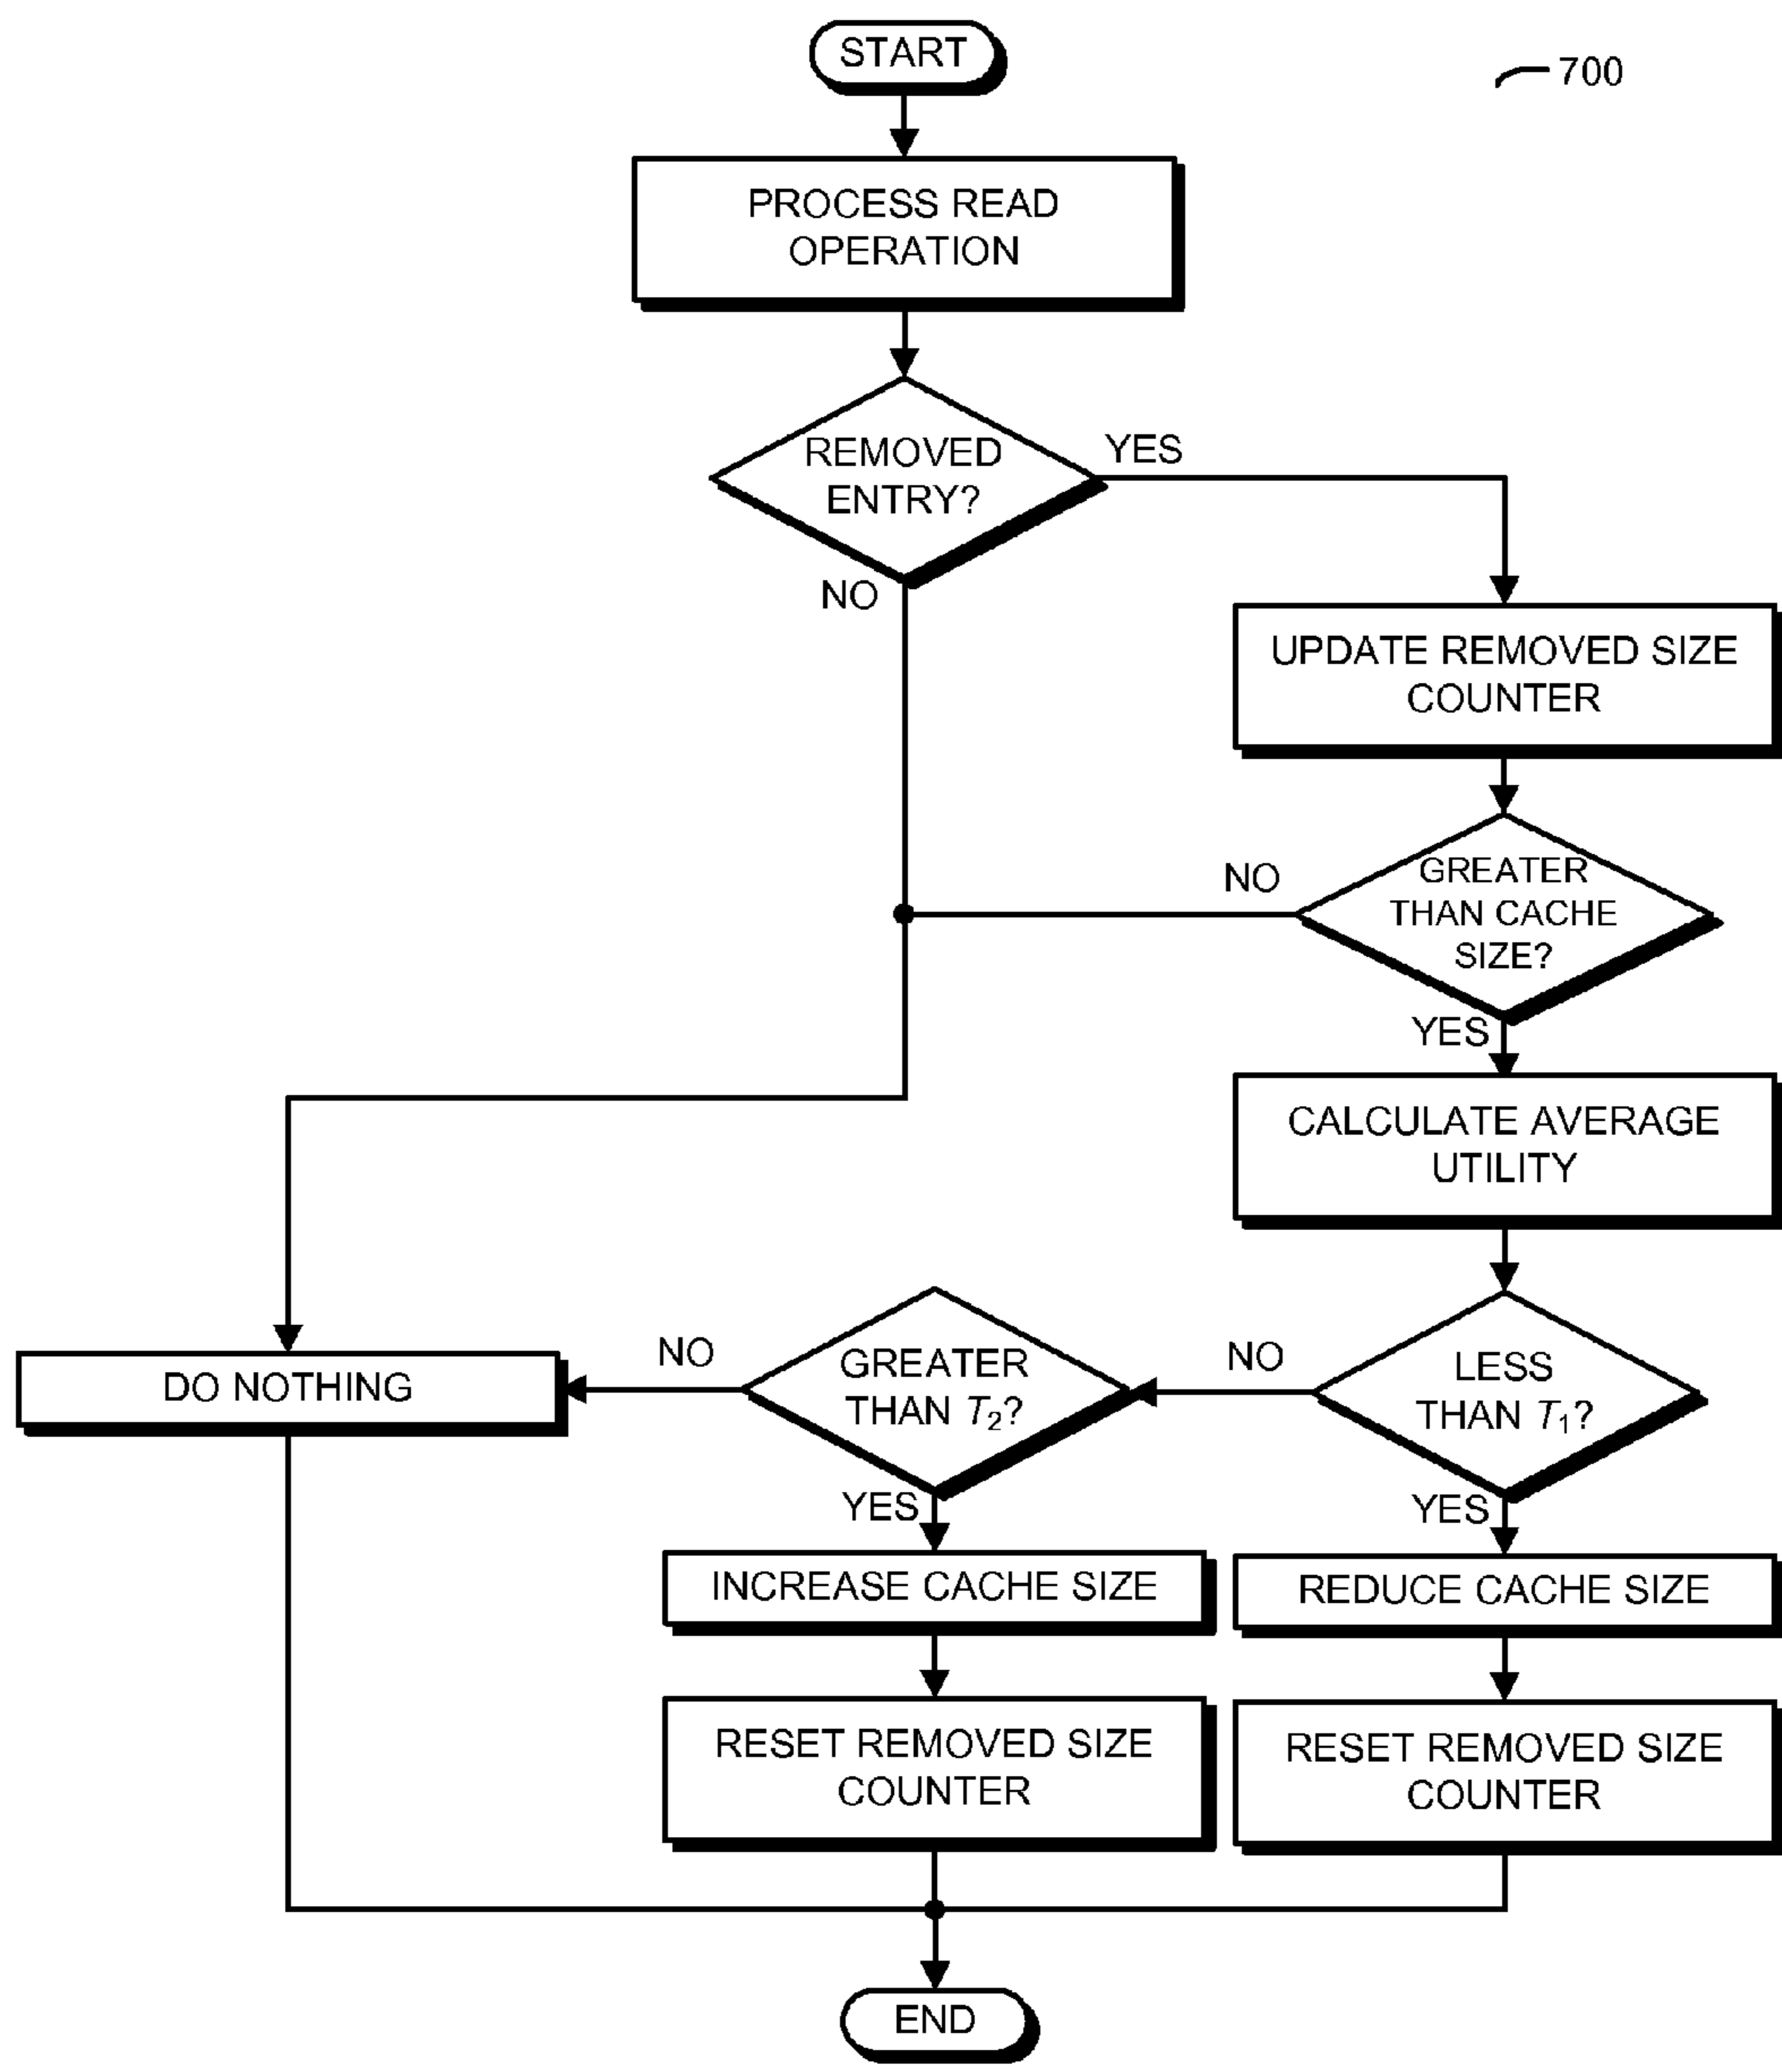 START
700
PROCESS READ
OPERATION
REMOVED
ENTRY?
YES
NO
UPDATE REMOVED SIZE
COUNTER
GREATER
THAN CACHE
SIZE?
NO
YES
CALCULATE AVERAGE
UTILITY
LESS
THAN T₁?
NO
YES
GREATER
THAN T₂?
NO
YES
DO NOTHING
INCREASE CACHE SIZE
REDUCE CACHE SIZE
RESET REMOVED SIZE
COUNTER
RESET REMOVED SIZE
COUNTER
END